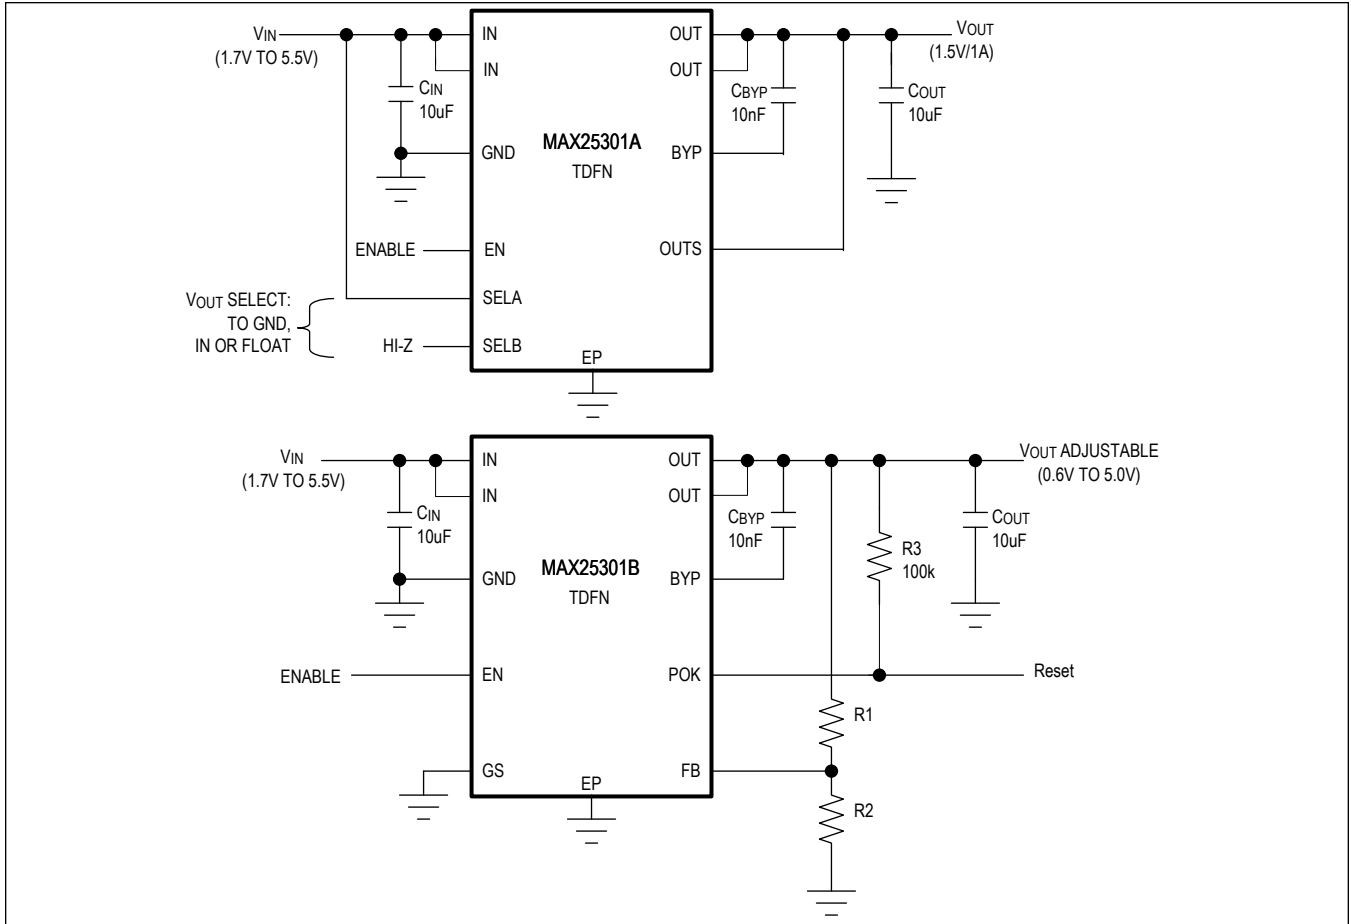 VIN
(1.7V TO 5.5V)
CIN
10uF
IN
IN
GND
EN
SELA
SELB
ENABLE
VOUT SELECT:
TO GND,
IN OR FLOAT
HI-Z
MAX25301A
TDFN
EP
OUT
OUT
BYP
OUTS
CBYP
10nF
COUT
10uF
VOUT
(1.5V/1A)
VIN
(1.7V TO 5.5V)
CIN
10uF
IN
IN
GND
EN
GS
ENABLE
MAX25301B
TDFN
EP
OUT
OUT
BYP
POK
FB
CBYP
10nF
R3
100k
COUT
10uF
VOUT ADJUSTABLE
(0.6V TO 5.0V)
Reset
R1
R2